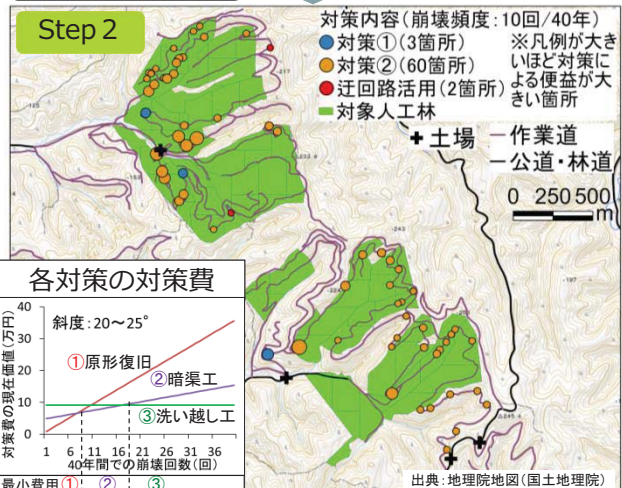 Step 2
対策内容(崩壊頻度:10回/40年)
対策①(3箇所)
対策②(60箇所)
迂回路活用(2箇所)
対象人工林
※凡例が大き
いほど対策に
よる便益が大
きい箇所
土場 作業道
公道・林道
0 250 500
m
各対策の対策費
対策費の現在価値(万円)
40
30
20
10
0
斜度:20~25°
①原形復旧
②暗渠工
③洗い越し工
1 6 11 16 21 26 31 36
40年間での崩壊回数(回)
最小費用 ① ② ③
出典:地理院地図(国土地理院)